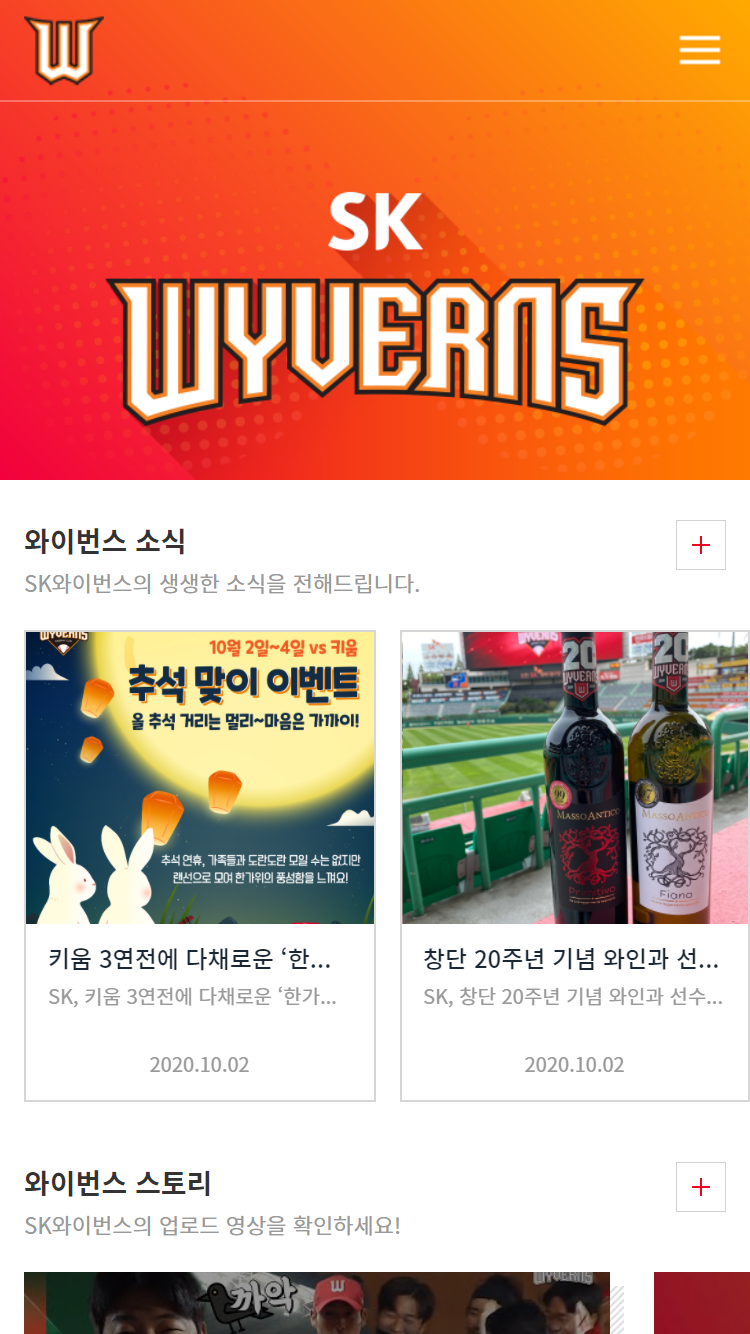 W
SK
WYVERNS
와이번스 소식
SK와이번스의 생생한 소식을 전해드립니다.
WYVERNS
10월 2일~4일 vs 키움
추석 맞이 이벤트
올 추석 거리는 멀리~마음은 가까이!
추석 연휴, 가족들과 도란도란 모일 수는 없지만
랜선으로 모여 한가위의 풍성함을 느껴요!
키움 3연전에 다채로운 ‘한...
SK, 키움 3연전에 다채로운 ‘한가...
2020.10.02
20
WYVERNS
20
WYVERNS
99
MASSO ANTICO
Primitivo
MASSO ANTICO
Fiano
창단 20주년 기념 와인과 선...
SK, 창단 20주년 기념 와인과 선수...
2020.10.02
와이번스 스토리
SK와이번스의 업로드 영상을 확인하세요!
까악
W
WYVERNS